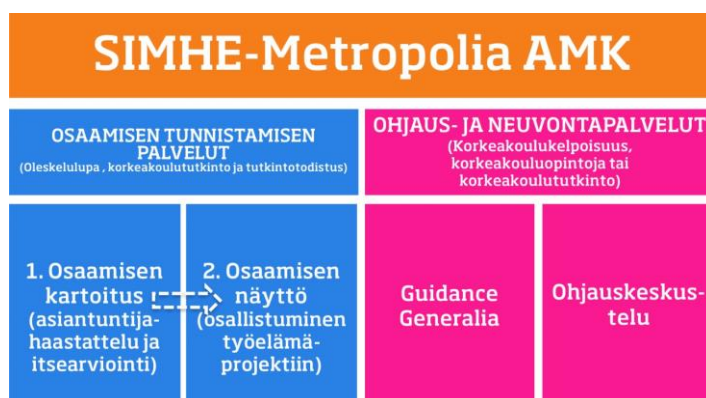 SIMHE-Metropolia AMK
OSAAMISEN TUNNISTAMISEN
PALVELUT
(Oleskelulupa , korkeakoulututkinto ja tutkintotodistus)
OHJAUS- JA NEUVONTAPALVELUT
(Korkeakoulukelpoisuus,
korkeakouluopintoja tai
korkeakoulututkinto)
1. Osaamisen
kartoitus
(asiantuntija-
haastattelu ja
itsearviointi)
2. Osaamisen
näyttö
(osallistuminen
työelämä-
projektiin)
Guidance
Generalia
Ohjauskeskus-
telu